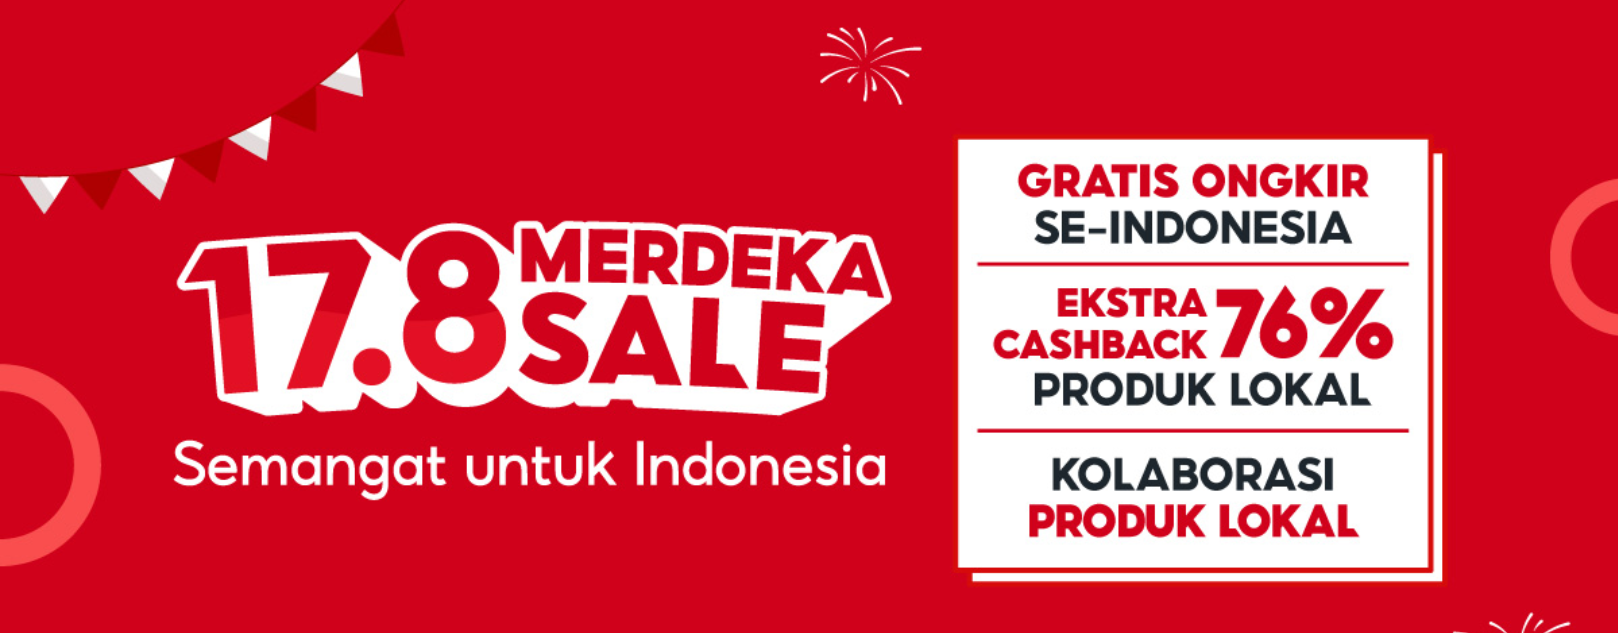 17.8 MERDEKA
SALE
Semangat untuk Indonesia
GRATIS ONGKIR
SE-INDONESIA
EKSTRA
CASHBACK 76%
PRODUK LOKAL
KOLABORASI
PRODUK LOKAL